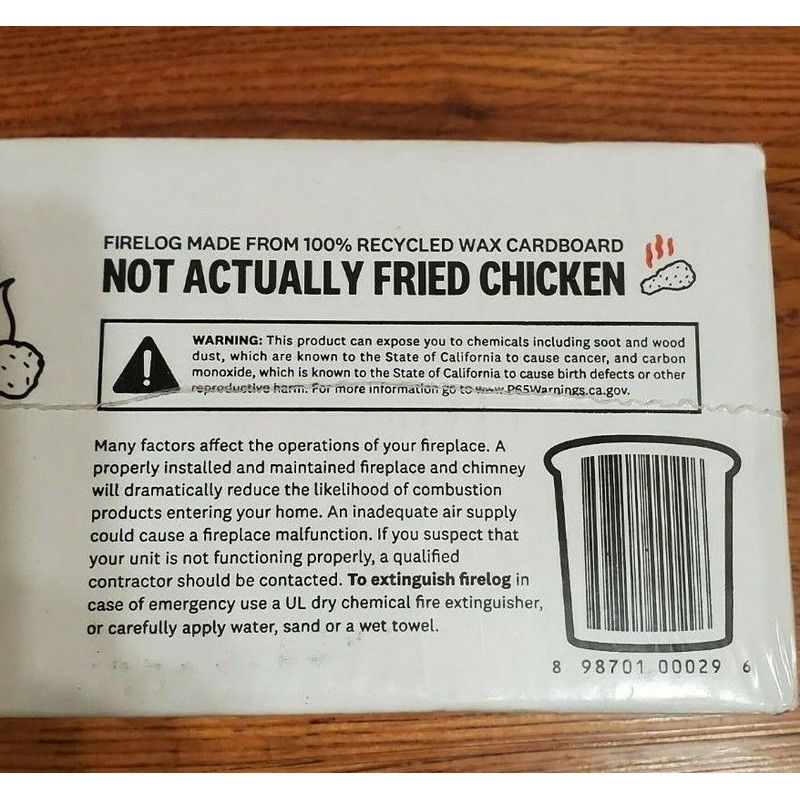 FIRELOG MADE FROM 100% RECYCLED WAX CARDBOARD
NOT ACTUALLY FRIED CHICKEN
WARNING: This product can expose you to chemicals including soot and wood
dust, which are known to the State of California to cause cancer, and carbon
monoxide, which is known to the State of California to cause birth defects or other
reproductive harm. For more information go to www.P65Warnings.ca.gov.
Many factors affect the operations of your fireplace. A
properly installed and maintained fireplace and chimney
will dramatically reduce the likelihood of combustion
products entering your home. An inadequate air supply
could cause a fireplace malfunction. If you suspect that
your unit is not functioning properly, a qualified
contractor should be contacted. To extinguish firelog in
case of emergency use a UL dry chemical fire extinguisher,
or carefully apply water, sand or a wet towel.
8 98701 00029 6